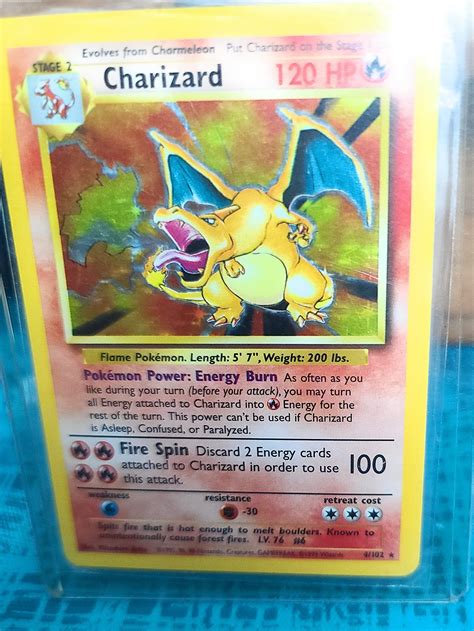 Evolves from Charmeleon Put Charizard on the Stage 1
STAGE 2
Charizard 120 HP
Flame Pokémon. Length: 5' 7", Weight: 200 lbs.
Pokémon Power: Energy Burn As often as you
like during your turn (before your attack), you may turn
all Energy attached to Charizard into Energy for the
rest of the turn. This power can't be used if Charizard
is Asleep, Confused, or Paralyzed.
Fire Spin Discard 2 Energy cards
attached to Charizard in order to use
this attack.
100
weakness resistance retreat cost
-30
Spits fire that is hot enough to melt boulders. Known to
unintentionally cause forest fires. LV. 76 #6
4/102